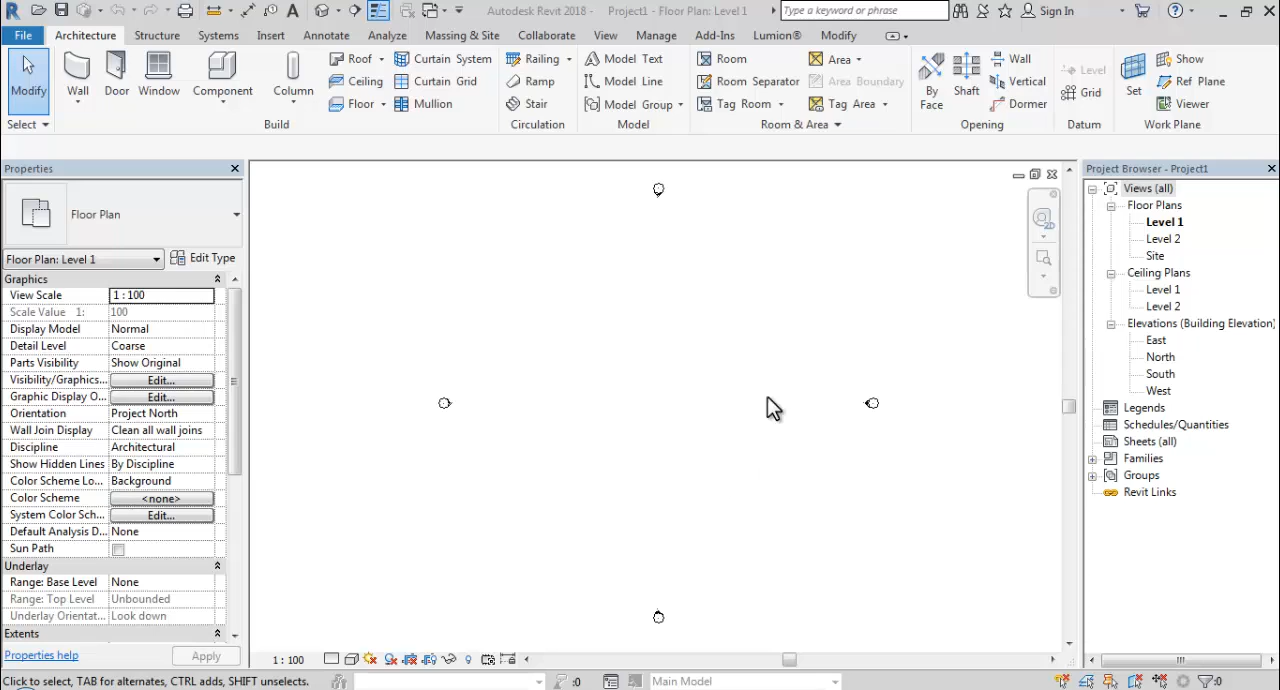 Autodesk Revit 2018 - Project1 - Floor Plan: Level 1
Type a keyword or phrase
Sign In
File Architecture Structure Systems Insert Annotate Analyze Massing & Site Collaborate View Manage Add-Ins Lumion® Modify
Modify
Wall
Door
Window
Component
Column
Roof
Ceiling
Floor
Curtain System
Curtain Grid
Mullion
Railing
Ramp
Stair
Model Text
Model Line
Model Group
Room
Room Separator
Tag Room
Area
Area Boundary
Tag Area
By
Face
Shaft
Wall
Vertical
Dormer
Level
Grid
Set
Show
Ref Plane
Viewer
Select Build Circulation Model Room & Area Opening Datum Work Plane
Properties
Floor Plan
Floor Plan: Level 1 Edit Type
Graphics
View Scale 1 : 100
Scale Value 1: 100
Display Model Normal
Detail Level Coarse
Parts Visibility Show Original
Visibility/Graphics... Edit...
Graphic Display O... Edit...
Orientation Project North
Wall Join Display Clean all wall joins
Discipline Architectural
Show Hidden Lines By Discipline
Color Scheme Lo... Background
Color Scheme <none>
System Color Sch... Edit...
Default Analysis D... None
Sun Path
Underlay
Range: Base Level None
Range: Top Level Unbounded
Underlay Orientat... Look down
Extents
Properties help Apply
2D
1 : 100
Project Browser - Project1
Views (all)
Floor Plans
Level 1
Level 2
Site
Ceiling Plans
Level 1
Level 2
Elevations (Building Elevation)
East
North
South
West
Legends
Schedules/Quantities
Sheets (all)
Families
Groups
Revit Links
Click to select, TAB for alternates, CTRL adds, SHIFT unselects. :0 Main Model :0